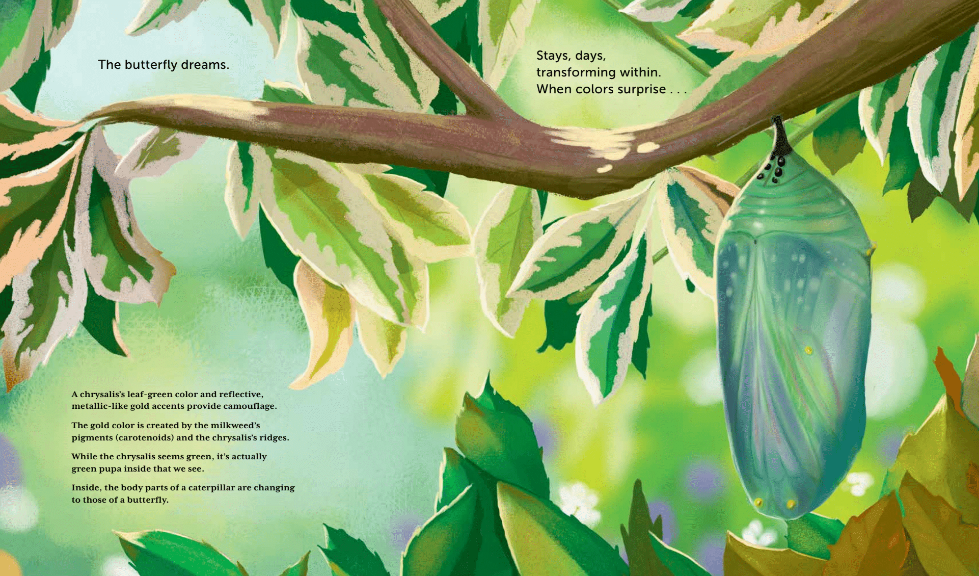 The butterfly dreams.
Stays, days,
transforming within.
When colors surprise . . .
A chrysalis's leaf-green color and reflective,
metallic-like gold accents provide camouflage.
The gold color is created by the milkweed's
pigments (carotenoids) and the chrysalis's ridges.
While the chrysalis seems green, it's actually
green pupa inside that we see.
Inside, the body parts of a caterpillar are changing
to those of a butterfly.